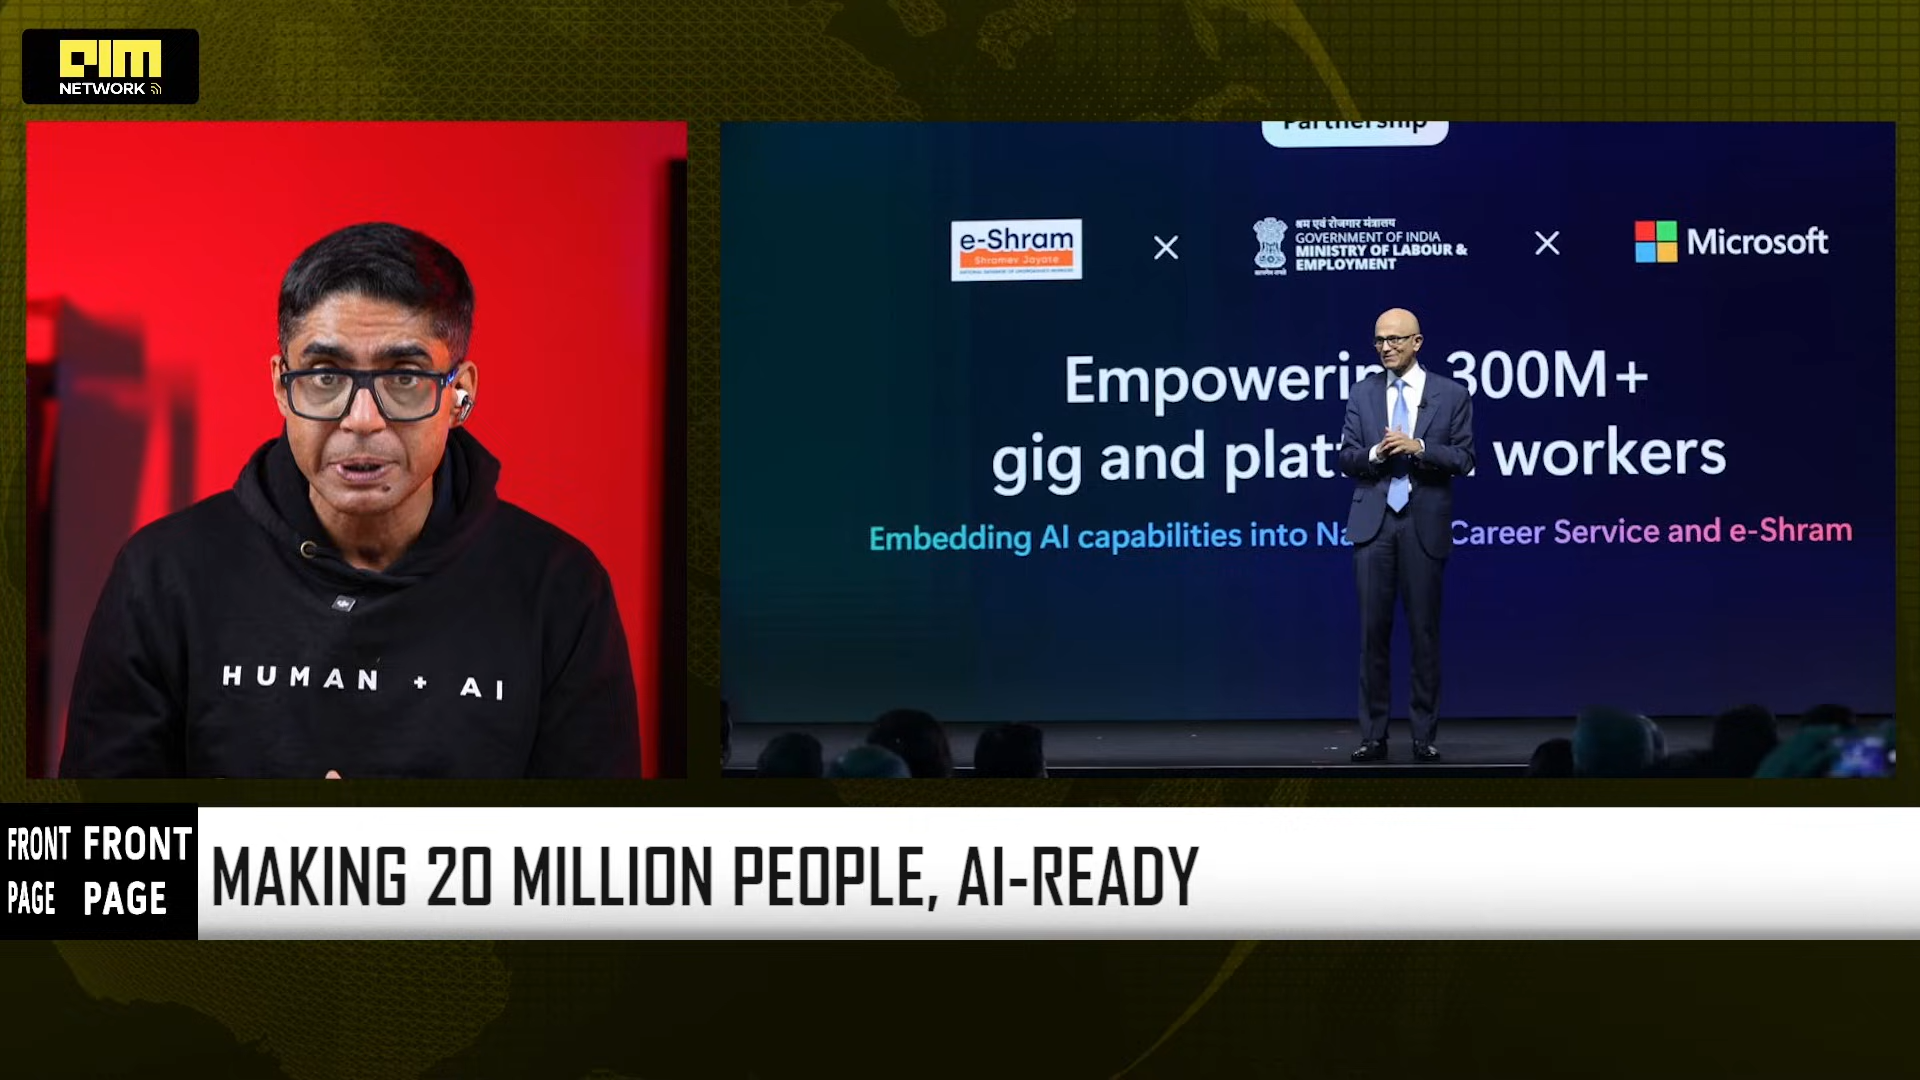 AIM
NETWORK
Partnership
e-Shram
Shramev Jayate
श्रम एवं रोजगार मंत्रालय
GOVERNMENT OF INDIA
MINISTRY OF LABOUR &
EMPLOYMENT
Microsoft
300M+
gig and workers
Embedding AI capabilities into Career Service and e-Shram
HUMAN + AI
FRONT FRONT
PAGE PAGE
MAKING 20 MILLION PEOPLE, AI-READY